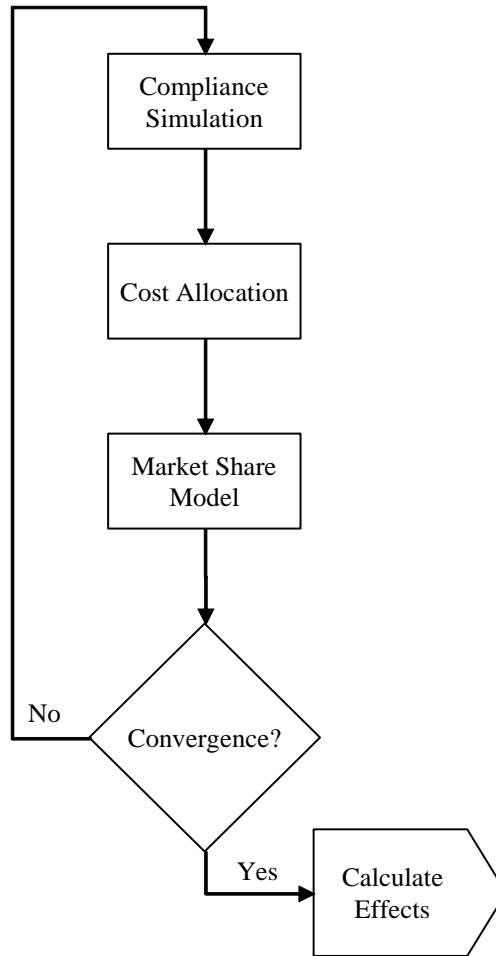 Compliance
Simulation
Cost Allocation
Market Share
Model
No
Convergence?
Yes
Calculate
Effects